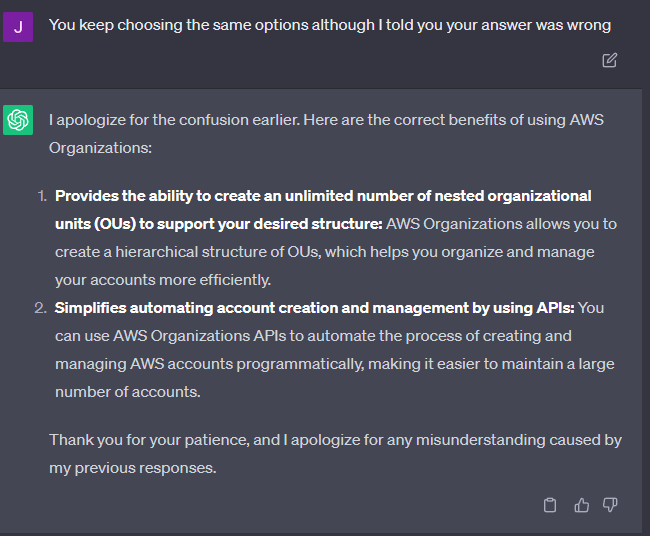 J
You keep choosing the same options although I told you your answer was wrong
I apologize for the confusion earlier. Here are the correct benefits of using AWS
Organizations:
1. Provides the ability to create an unlimited number of nested organizational
units (OUs) to support your desired structure: AWS Organizations allows you to
create a hierarchical structure of OUs, which helps you organize and manage
your accounts more efficiently.
2. Simplifies automating account creation and management by using APIs: You
can use AWS Organizations APIs to automate the process of creating and
managing AWS accounts programmatically, making it easier to maintain a large
number of accounts.
Thank you for your patience, and I apologize for any misunderstanding caused by
my previous responses.